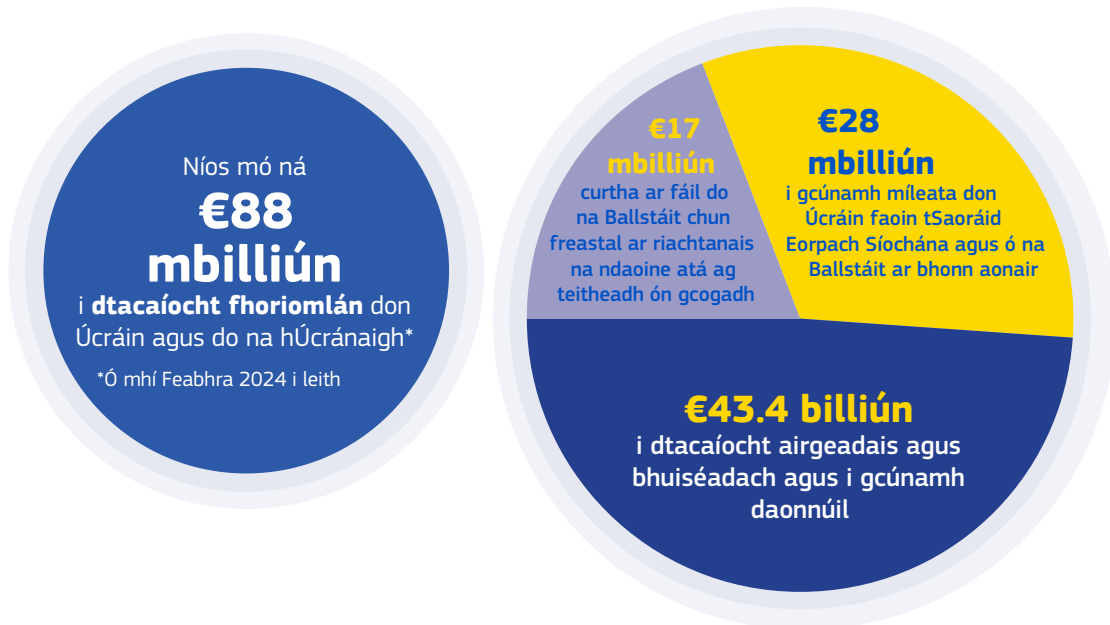 Níos mó ná
€88
mbilliún
i dtacaíocht fhoriomlán don
Úcráin agus do na hÚcránaigh*
*Ó mhí Feabhra 2024 i leith
€17
mbilliún
curtha ar fáil do
na Ballstáit chun
freastal ar riachtanais
na ndaoine atá ag
teitheadh ón gcogadh
€28
mbilliún
i gcúnamh míleata don
Úcráin faoin tSaoráid
Eorpach Síochána agus ó na
Ballstáit ar bhonn aonair
€43.4 billiún
i dtacaíocht airgeadais agus
bhuiséadach agus i gcúnamh
daonnúil